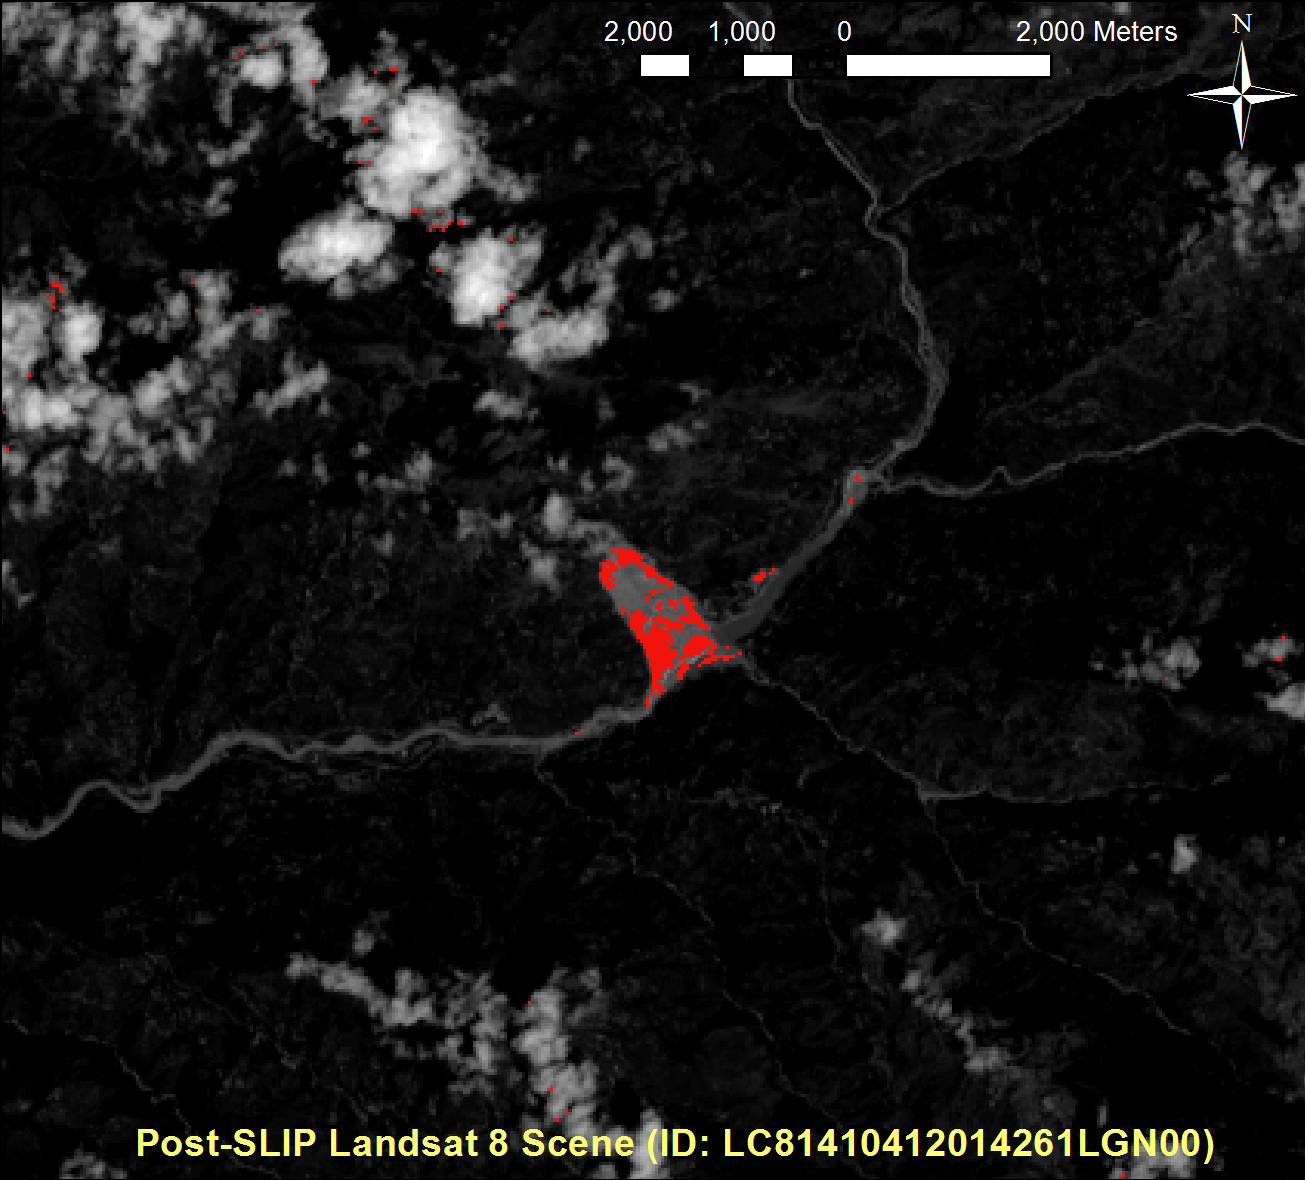 2,000 1,000 0 2,000 Meters
N
Post-SLIP Landsat 8 Scene (ID: LC81410412014261LGN00)